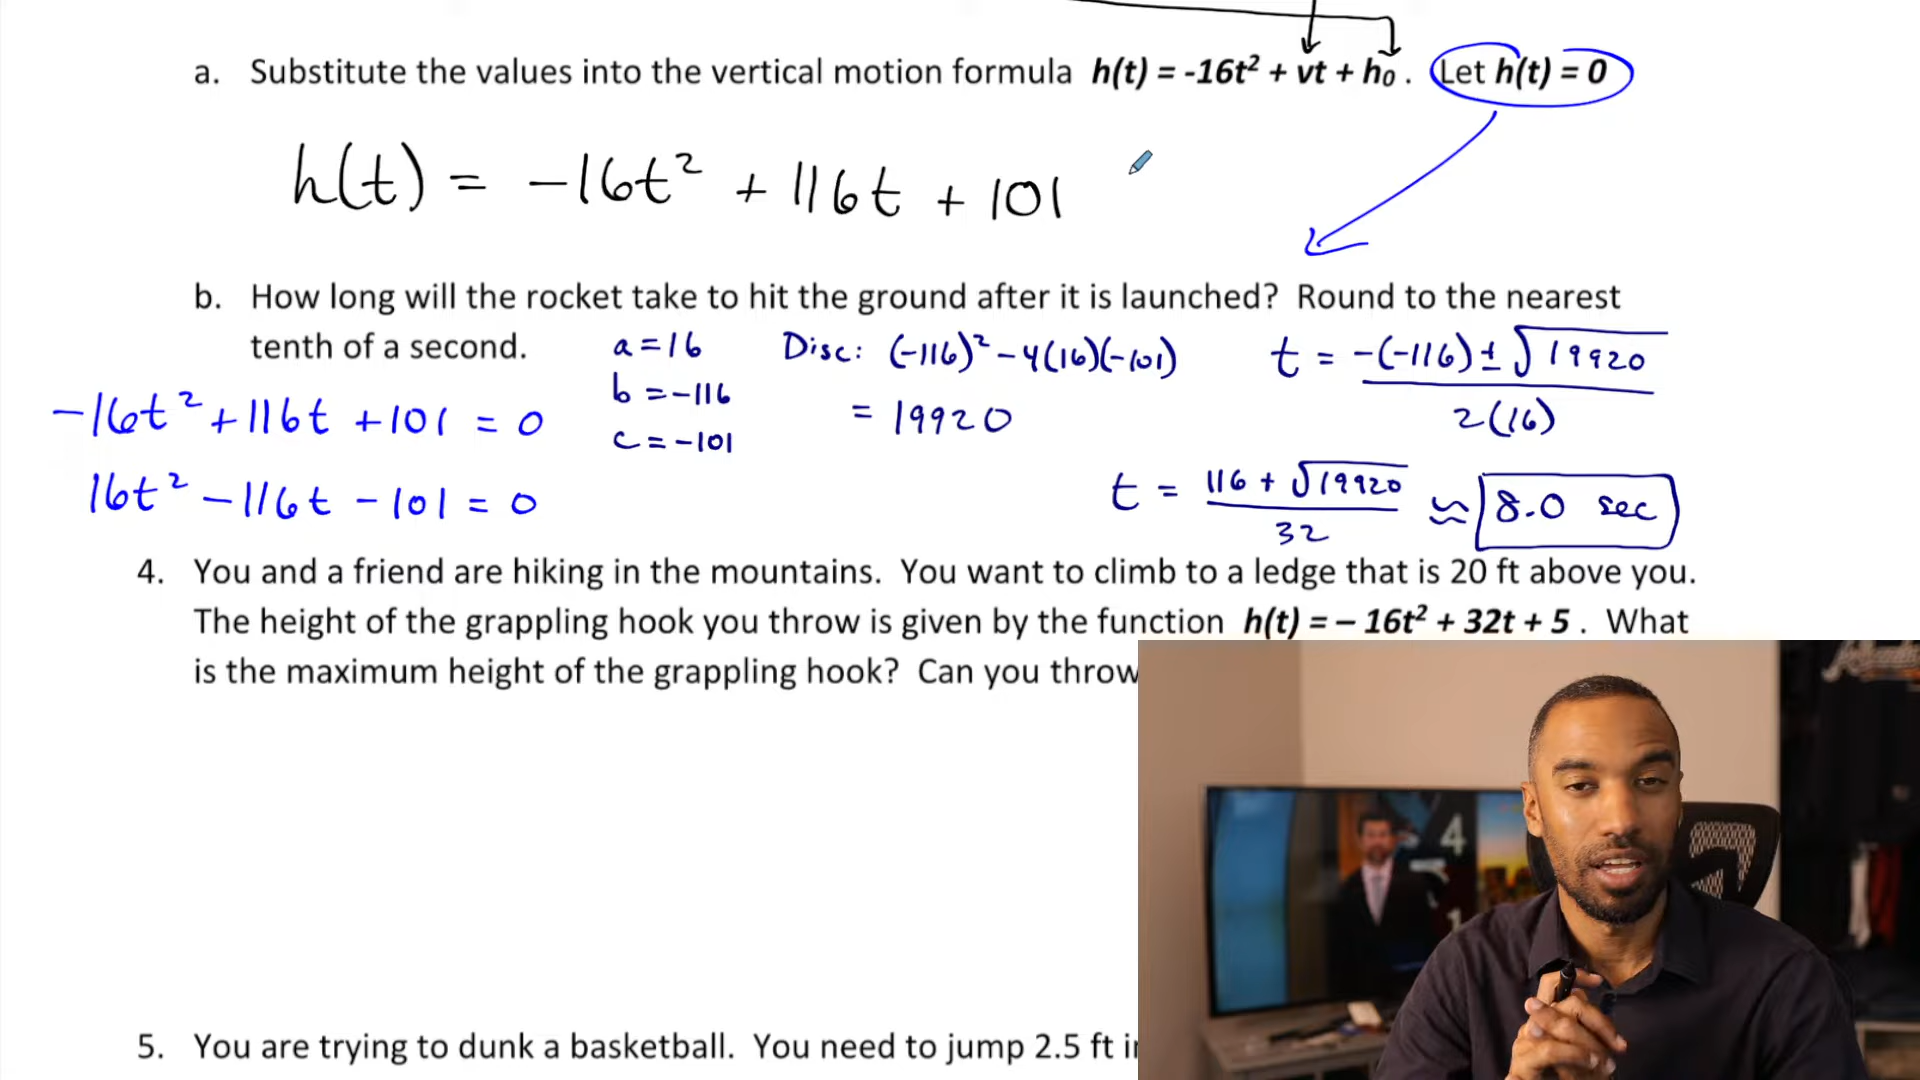 a. Substitute the values into the vertical motion formula h(t) = -16t² + vt + h₀ . Let h(t) = 0
h(t) = -16t² + 116t + 101
b. How long will the rocket take to hit the ground after it is launched? Round to the nearest
tenth of a second.
a = 16
b = -116
c = -101
Disc: (-116)² - 4(16)(-101)
= 19920
t = -(-116) ± √19920
2(16)
-16t² + 116t + 101 = 0
16t² - 116t - 101 = 0
t = 116 + √19920
32
≈ 8.0 sec
4. You and a friend are hiking in the mountains. You want to climb to a ledge that is 20 ft above you.
The height of the grappling hook you throw is given by the function h(t) = – 16t² + 32t + 5 . What
is the maximum height of the grappling hook? Can you throw
4
1
5. You are trying to dunk a basketball. You need to jump 2.5 ft i